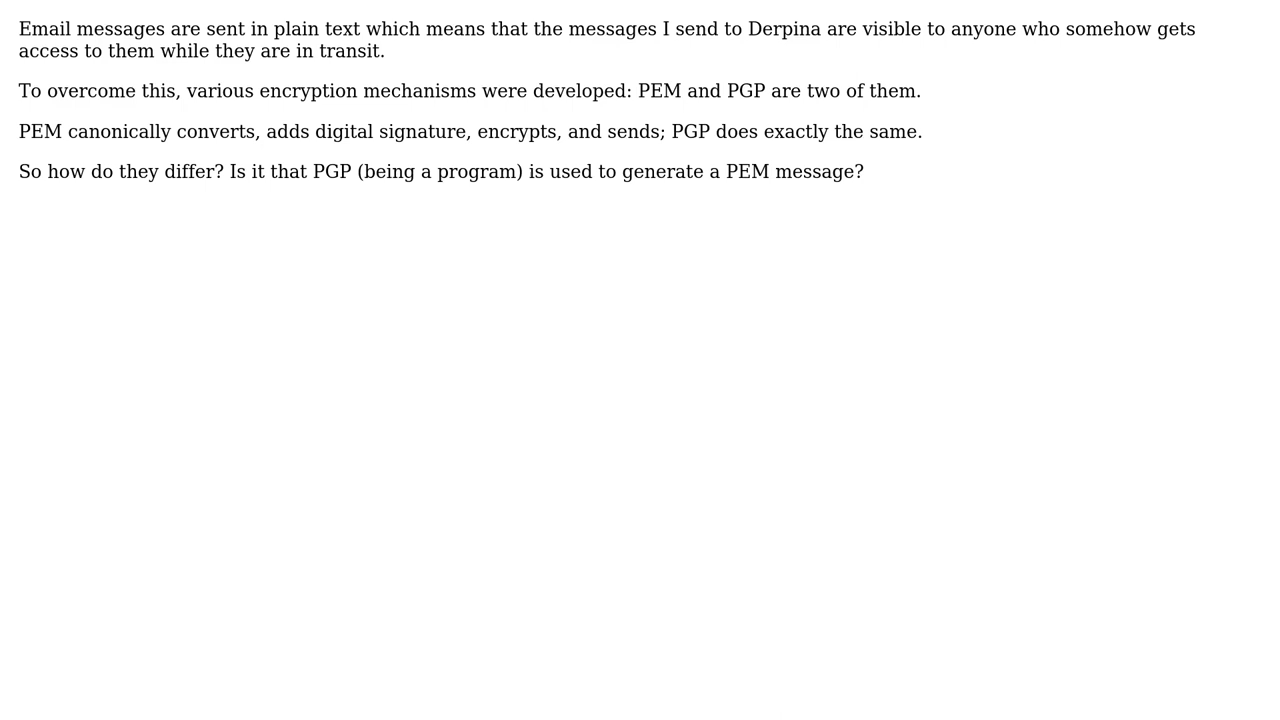 Email messages are sent in plain text which means that the messages I send to Derpina are visible to anyone who somehow gets
access to them while they are in transit.
To overcome this, various encryption mechanisms were developed: PEM and PGP are two of them.
PEM canonically converts, adds digital signature, encrypts, and sends; PGP does exactly the same.
So how do they differ? Is it that PGP (being a program) is used to generate a PEM message?